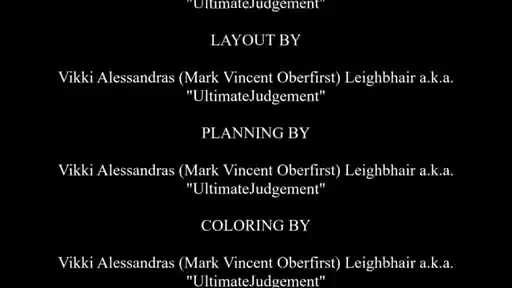 "UltimateJudgement"
LAYOUT BY
Vikki Alessandras (Mark Vincent Oberfirst) Leighbhair a.k.a.
"UltimateJudgement"
PLANNING BY
Vikki Alessandras (Mark Vincent Oberfirst) Leighbhair a.k.a.
"UltimateJudgement"
COLORING BY
Vikki Alessandras (Mark Vincent Oberfirst) Leighbhair a.k.a.
"UltimateJudgement"